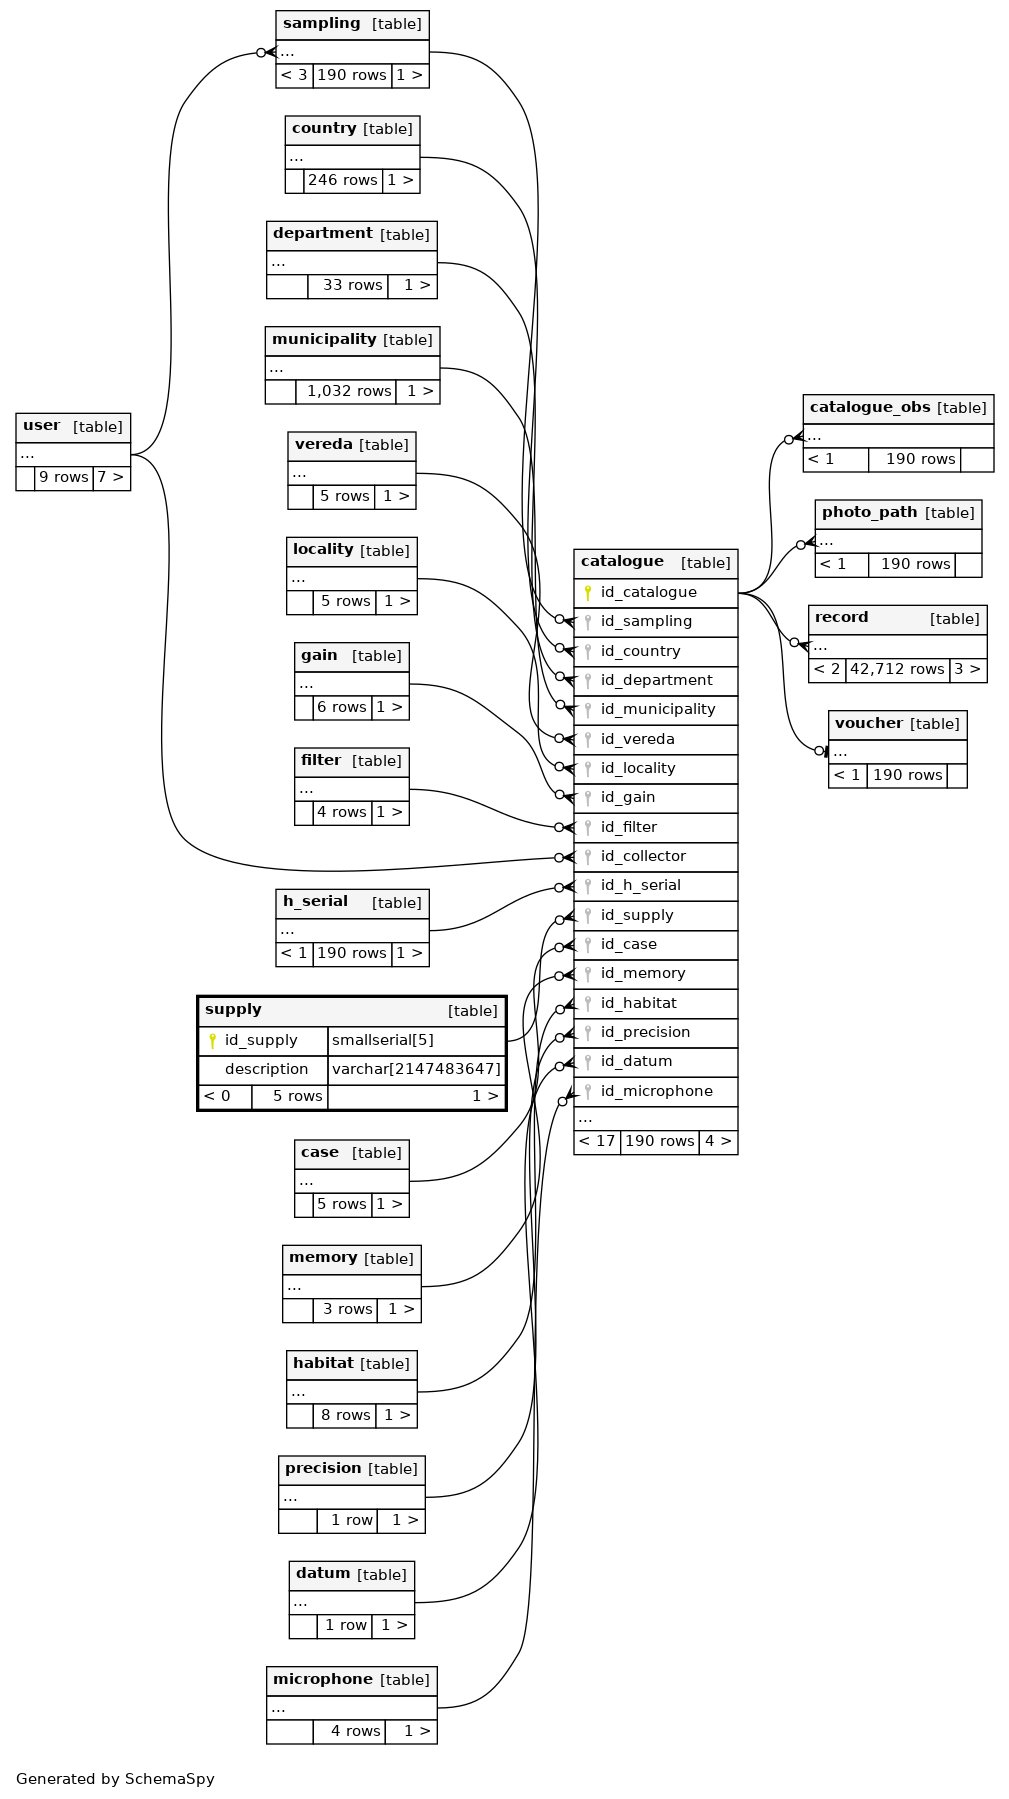 sampling [table]
...
< 3 190 rows 1 >
country [table]
...
246 rows 1 >
department [table]
...
33 rows 1 >
municipality [table]
...
1,032 rows 1 >
vereda [table]
...
5 rows 1 >
locality [table]
...
5 rows 1 >
gain [table]
...
6 rows 1 >
filter [table]
...
4 rows 1 >
user [table]
...
9 rows 7 >
h_serial [table]
...
< 1 190 rows 1 >
supply [table]
id_supply smallserial[5]
description varchar[2147483647]
< 0 5 rows 1 >
case [table]
...
5 rows 1 >
memory [table]
...
3 rows 1 >
habitat [table]
...
8 rows 1 >
precision [table]
...
1 row 1 >
datum [table]
...
1 row 1 >
microphone [table]
...
4 rows 1 >
catalogue [table]
id_catalogue
id_sampling
id_country
id_department
id_municipality
id_vereda
id_locality
id_gain
id_filter
id_collector
id_h_serial
id_supply
id_case
id_memory
id_habitat
id_precision
id_datum
id_microphone
...
< 17 190 rows 4 >
catalogue_obs [table]
...
< 1 190 rows
photo_path [table]
...
< 1 190 rows
record [table]
...
< 2 42,712 rows 3 >
voucher [table]
...
< 1 190 rows
Generated by SchemaSpy